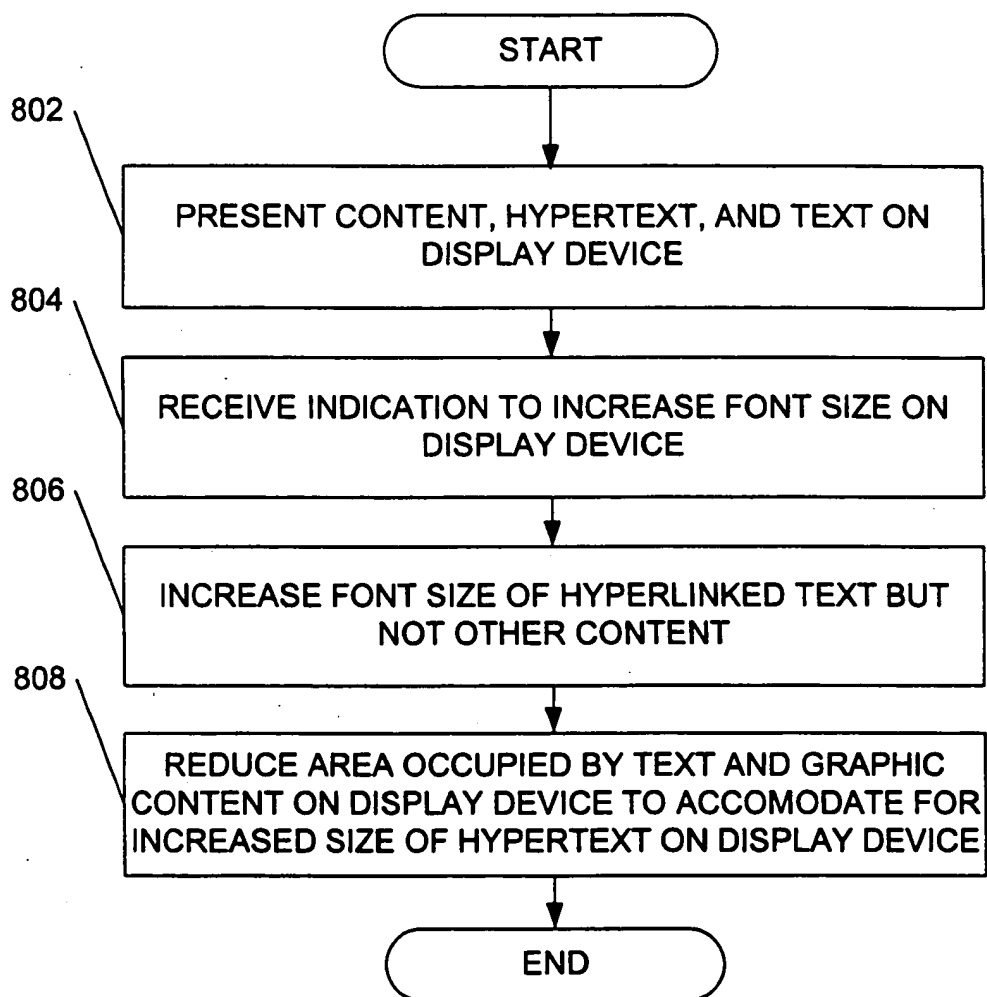 START
802
PRESENT CONTENT, HYPERTEXT, AND TEXT ON
DISPLAY DEVICE
804
RECEIVE INDICATION TO INCREASE FONT SIZE ON
DISPLAY DEVICE
806
INCREASE FONT SIZE OF HYPERLINKED TEXT BUT
NOT OTHER CONTENT
808
REDUCE AREA OCCUPIED BY TEXT AND GRAPHIC
CONTENT ON DISPLAY DEVICE TO ACCOMODATE FOR
INCREASED SIZE OF HYPERTEXT ON DISPLAY DEVICE
END